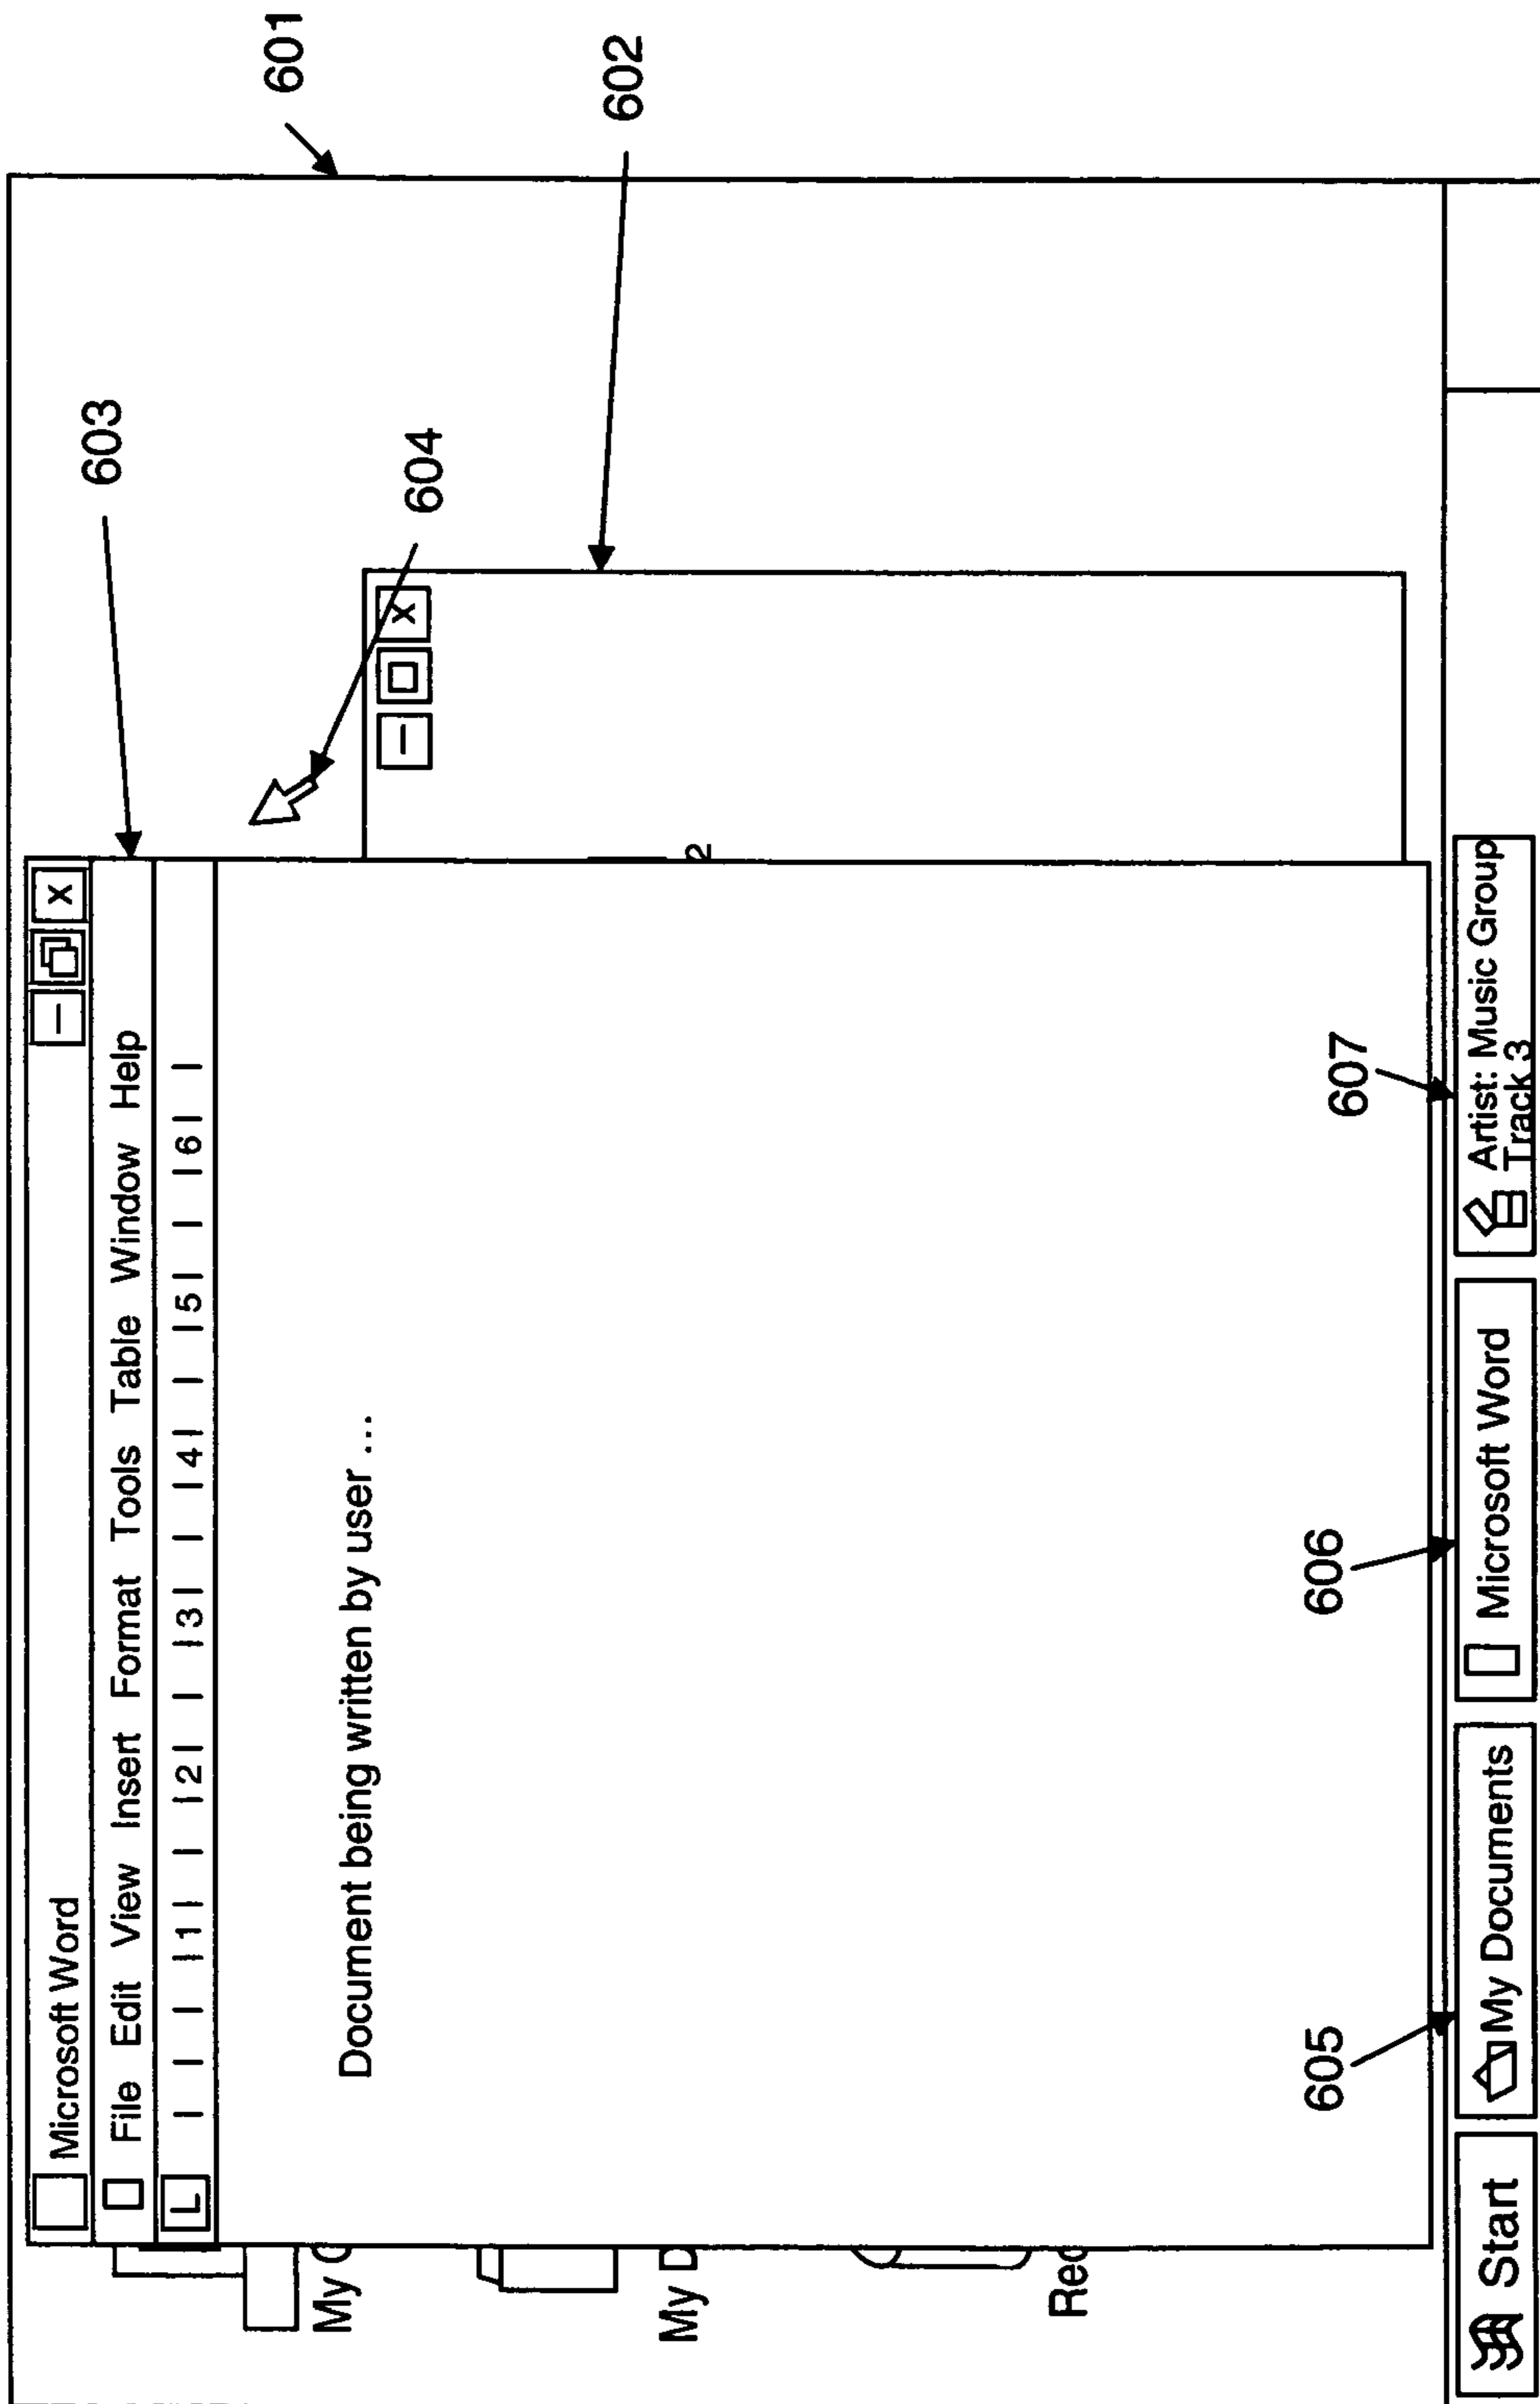 601
603
Microsoft Word
X
File Edit View Insert Format Tools Table Window Help
L 1 2 3 4 5 6
604
602
Document being written by user ...
X
My C
2
My D
Rec
605
606
607
Start
My Documents
Microsoft Word
Artist: Music Group
Track 3